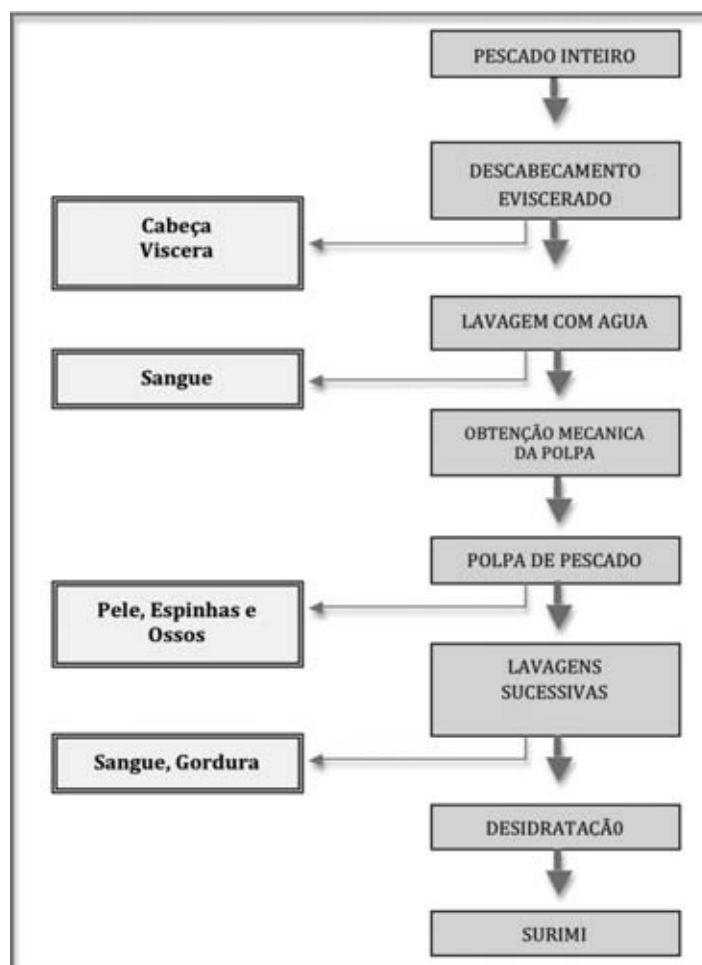 PESCADO INTEIRO
DESCABECAMENTO
EVISCERADO
Cabeça
Viscera
LAVAGEM COM AGUA
Sangue
OBTENÇÃO MECANICA
DA POLPA
POLPA DE PESCADO
Pele, Espinhas e
Ossos
LAVAGENS
SUCESSIVAS
Sangue, Gordura
DESIDRATAÇÃ0
SURIMI